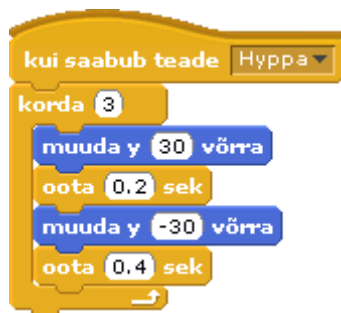 kui saabub teade Hyppa
korda 3
muuda y 30 võrra
oota 0.2 sek
muuda y -30 võrra
oota 0.4 sek